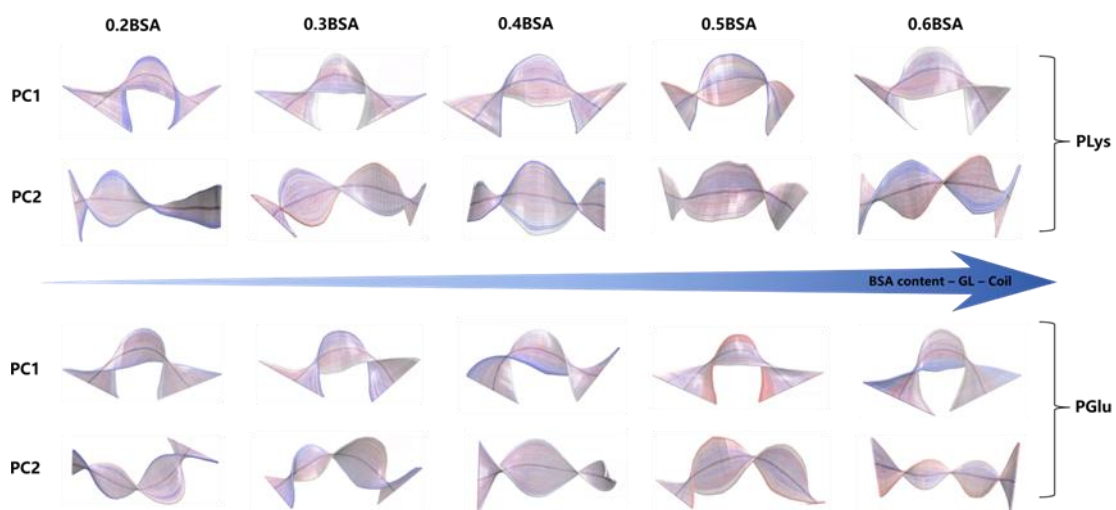 0.2BSA 0.3BSA 0.4BSA 0.5BSA 0.6BSA
PC1
PLys
PC2
BSA content – GL – Coil
PC1
PGlu
PC2